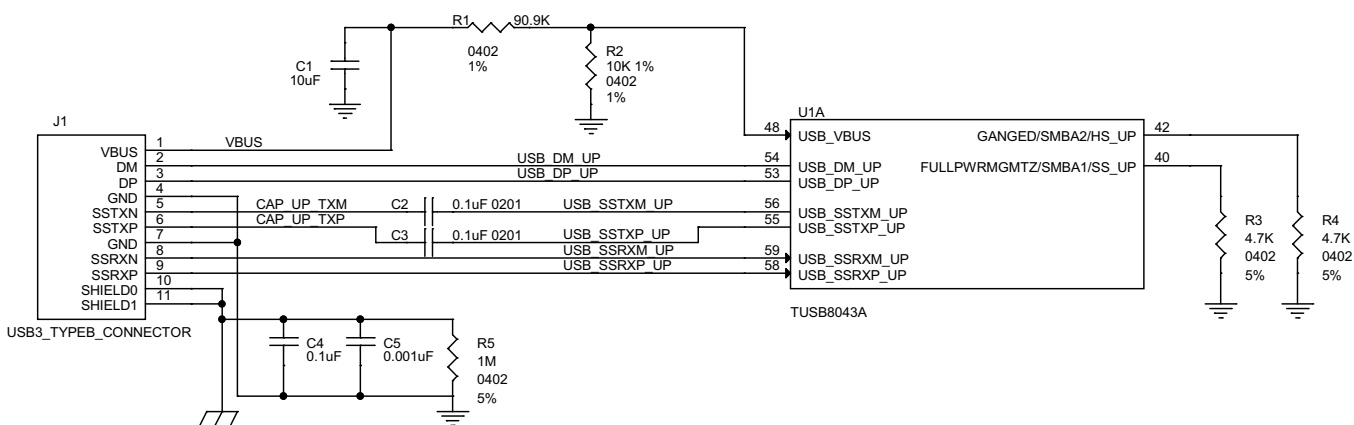 R1 90.9K
0402
1%
R2
10K 1%
0402
1%
C1
10uF
J1
1 VBUS
VBUS
2
DM
USB_DM_UP
3
DP
USB_DP_UP
4
GND
5
SSTXN
CAP_UP_TXM
C2 0.1uF 0201
USB_SSTXM_UP
6
SSTXP
CAP_UP_TXP
C3 0.1uF 0201
USB_SSTXP_UP
7
GND
8
SSRXN
USB_SSRXM_UP
9
SSRXP
USB_SSRXP_UP
10
SHIELD0
11
SHIELD1
USB3_TYPEB_CONNECTOR
C4
0.1uF
C5
0.001uF
R5
1M
0402
5%
U1A
48 USB_VBUS
54 USB_DM_UP
53 USB_DP_UP
56 USB_SSTXM_UP
55 USB_SSTXP_UP
59 USB_SSRXM_UP
58 USB_SSRXP_UP
GANGED/SMBA2/HS_UP 42
FULLPWRMGMTZ/SMBA1/SS_UP 40
TUSB8043A
R3
4.7K
0402
5%
R4
4.7K
0402
5%